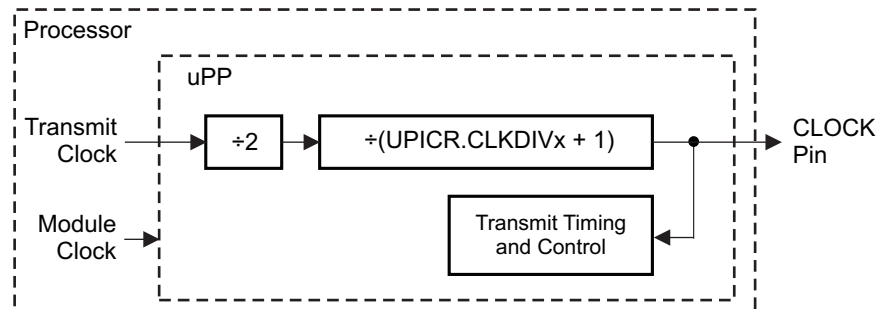 Processor
uPP
Transmit
Clock
÷2
÷(UPICR.CLKDIVx + 1)
CLOCK
Pin
Module
Clock
Transmit Timing
and Control